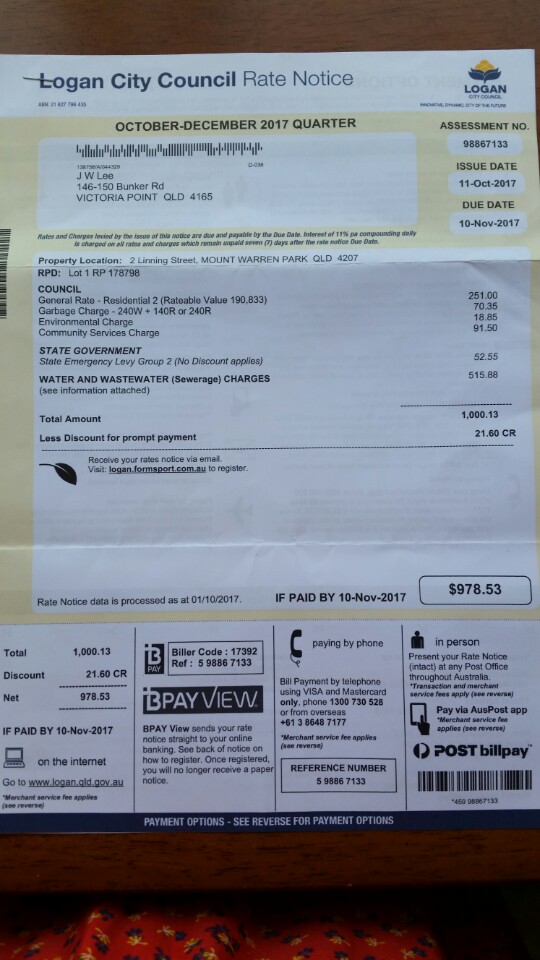 Logan City Council Rate Notice
ABN 21 627 796 435
LOGAN
CITY COUNCIL
INNOVATIVE, DYNAMIC, CITY OF THE FUTURE
OCTOBER-DECEMBER 2017 QUARTER
ASSESSMENT NO.
98867133
ISSUE DATE
11-Oct-2017
DUE DATE
10-Nov-2017
D-038
J W Lee
146-150 Bunker Rd
VICTORIA POINT QLD 4165
Rates and Charges levied by the issue of this notice are due and payable by the Due Date. Interest of 11% pa compounding daily
is charged on all rates and charges which remain unpaid seven (7) days after the rate notice Due Date.
Property Location: 2 Linning Street, MOUNT WARREN PARK QLD 4207
RPD: Lot 1 RP 178798
COUNCIL
General Rate - Residential 2 (Rateable Value 190,833) 251.00
Garbage Charge - 240W + 140R or 240R 70.35
Environmental Charge 18.85
Community Services Charge 91.50
STATE GOVERNMENT
State Emergency Levy Group 2 (No Discount applies) 52.55
WATER AND WASTEWATER (Sewerage) CHARGES 515.88
(see information attached)
Total Amount 1,000.13
Less Discount for prompt payment 21.60 CR
Receive your rates notice via email.
Visit: logan.formsport.com.au to register.
Rate Notice data is processed as at 01/10/2017. IF PAID BY 10-Nov-2017 $978.53
Total 1,000.13
Discount 21.60 CR
Net 978.53
IF PAID BY 10-Nov-2017
on the internet
Go to www.logan.qld.gov.au
*Merchant service fee applies
(see reverse)
B
PAY
Biller Code : 17392
Ref : 5 9886 7133
BPAY VIEW
BPAY View sends your rate
notice straight to your online
banking. See back of notice on
how to register. Once registered,
you will no longer receive a paper
notice.
paying by phone
Bill Payment by telephone
using VISA and Mastercard
only, phone 1300 730 528
or from overseas
+61 3 8648 7177
*Merchant service fee applies
(see reverse)
REFERENCE NUMBER
5 9886 7133
in person
Present your Rate Notice
(intact) at any Post Office
throughout Australia.
*Transaction and merchant
service fees apply (see reverse)
Pay via AusPost app
*Merchant service fee
applies (see reverse)
POST billpay
*450 98867133
PAYMENT OPTIONS - SEE REVERSE FOR PAYMENT OPTIONS